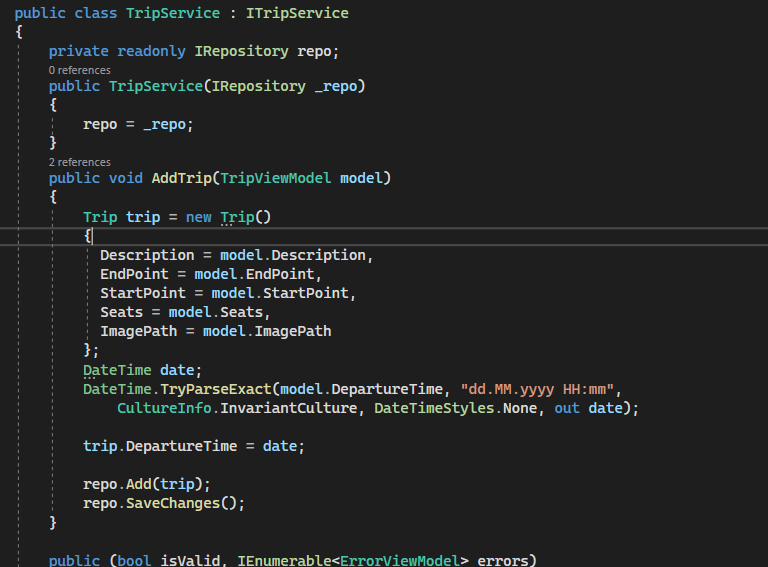 public class TripService : ITripService
{
private readonly IRepository repo;
0 references
public TripService(IRepository _repo)
{
repo = _repo;
}
2 references
public void AddTrip(TripViewModel model)
{
Trip trip = new Trip()
{
Description = model.Description,
EndPoint = model.EndPoint,
StartPoint = model.StartPoint,
Seats = model.Seats,
ImagePath = model.ImagePath
};
DateTime date;
DateTime.TryParseExact(model.DepartureTime, "dd.MM.yyyy HH:mm",
CultureInfo.InvariantCulture, DateTimeStyles.None, out date);
trip.DepartureTime = date;
repo.Add(trip);
repo.SaveChanges();
}
public (bool isValid, IEnumerable<ErrorViewModel> errors)